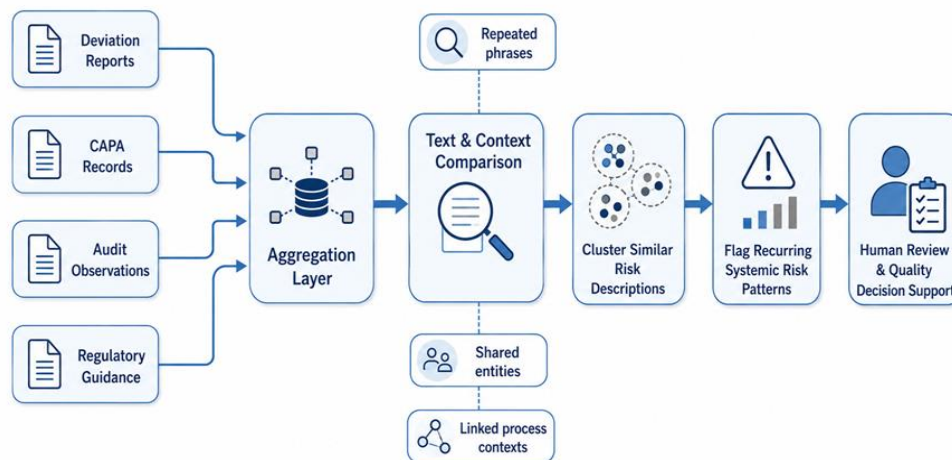 Deviation
Reports
CAPA
Records
Audit
Observations
Regulatory
Guidance
Aggregation
Layer
Repeated
phrases
Text & Context
Comparison
Shared
entities
Linked process
contexts
Cluster Similar
Risk
Descriptions
Flag Recurring
Systemic Risk
Patterns
Human Review
& Quality
Decision Support